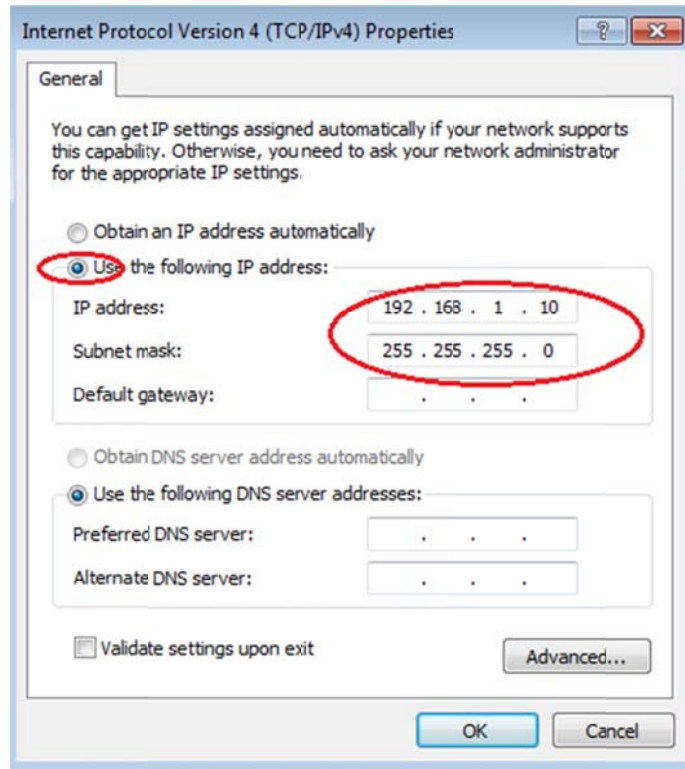 Internet Protocol Version 4 (TCP/IPv4) Properties
General
You can get IP settings assigned automatically if your network supports
this capability. Otherwise, you need to ask your network administrator
for the appropriate IP settings.
Obtain an IP address automatically
Use the following IP address:
IP address: 192 . 168 . 1 . 10
Subnet mask: 255 . 255 . 255 . 0
Default gateway: . . .
Obtain DNS server address automatically
Use the following DNS server addresses:
Preferred DNS server: . . .
Alternate DNS server: . . .
Validate settings upon exit
Advanced...
OK Cancel